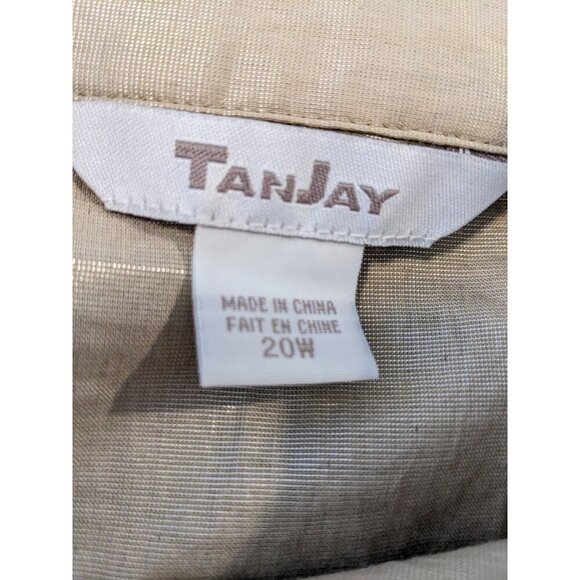 TANJAY
MADE IN CHINA
FAIT EN CHINE
20W